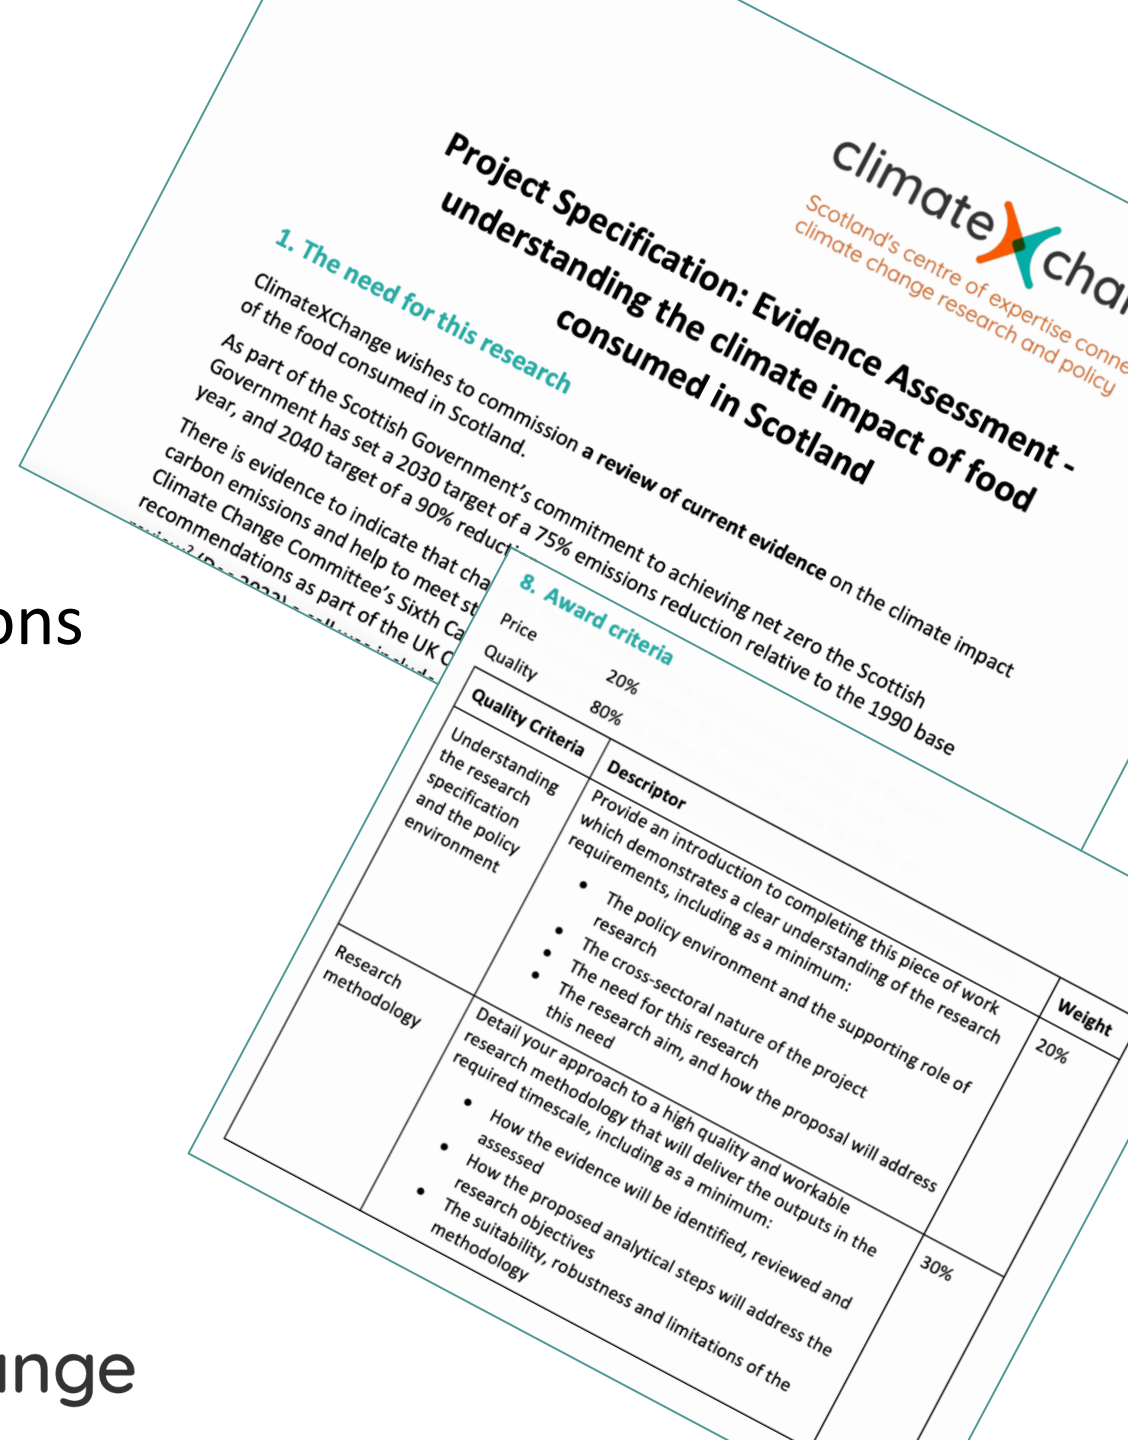 climate
Scotland's centre of expertise
climate change research and policy
Project Specification: Evidence Assessment -
understanding the climate impact of food
consumed in Scotland
1. The need for this research
ClimateXChange wishes to commission a review of current evidence on the climate impact
of the food consumed in Scotland.
As part of the Scottish Government's commitment to achieving net zero the Scottish
Government has set a 2030 target of a 75% emissions reduction relative to the 1990 base
year, and 2040 target of a 90%
There is evidence to indicate that
carbon emissions and help to meet
Climate Change Committee's Sixth
recommendations as part of the UK
8. Award criteria
Price 20%
Quality 80%
Quality Criteria
Descriptor
Weight
Understanding
the research
specification
and the policy
environment
Provide an introduction to completing this piece of work
which demonstrates a clear understanding of the research
requirements, including as a minimum:
• The policy environment and the supporting role of
research
• The cross-sectoral nature of the project
• The need for this research
• The research aim, and how the proposal will address
this need
20%
Research
methodology
Detail your approach to a high quality and workable
research methodology that will deliver the outputs in the
required timescale, including as a minimum:
• How the evidence will be identified, reviewed and
assessed
• How the proposed analytical steps will address the
research objectives
• The suitability, robustness and limitations of the
methodology
30%